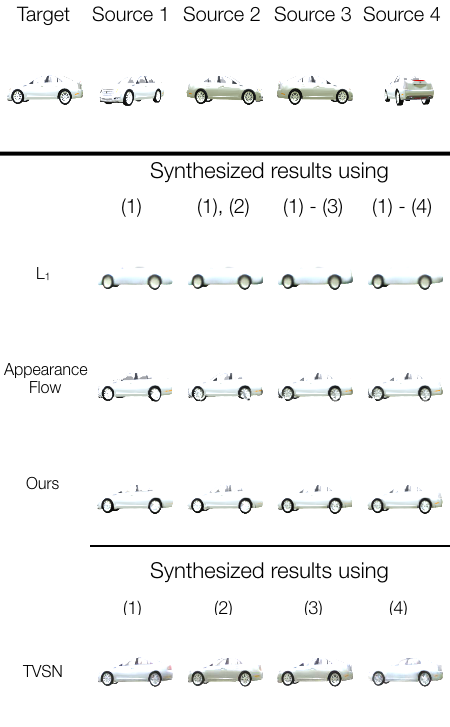 Target Source 1 Source 2 Source 3 Source 4
Synthesized results using
(1) (1), (2) (1) - (3) (1) - (4)
L₁
Appearance
Flow
Ours
Synthesized results using
(1) (2) (3) (4)
TVSN